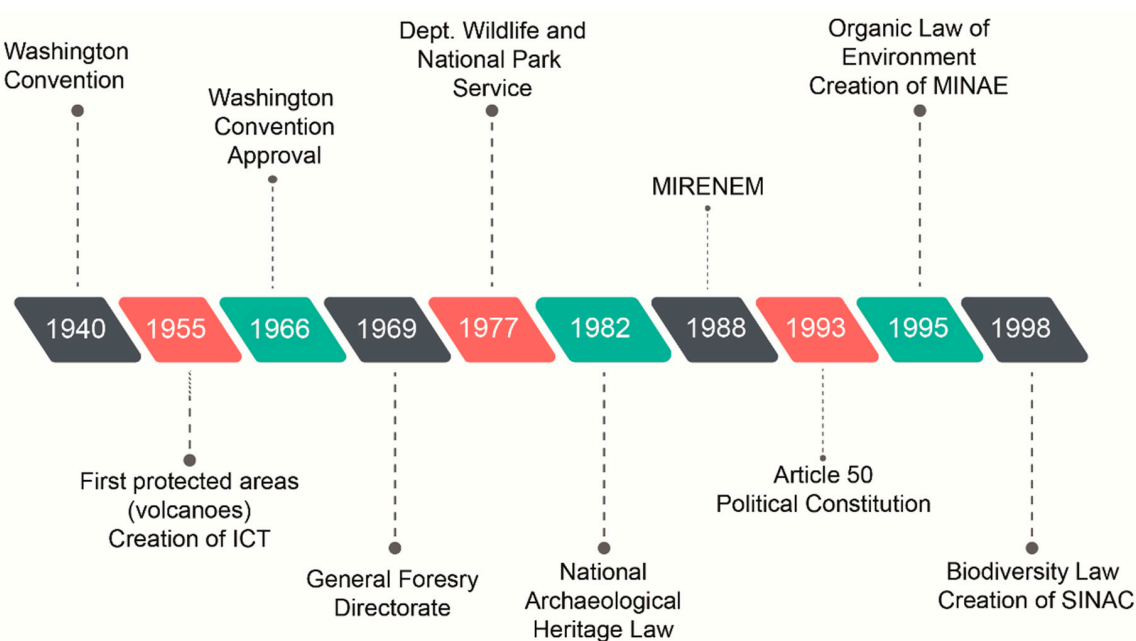 Washington
Convention
Washington
Convention
Approval
Dept. Wildlife and
National Park
Service
MIRENEM
Organic Law of
Environment
Creation of MINAE
1940
1955
1966
1969
1977
1982
1988
1993
1995
1998
First protected areas
(volcanoes)
Creation of ICT
General Foresry
Directorate
National
Archaeological
Heritage Law
Article 50
Political Constitution
Biodiversity Law
Creation of SINAC